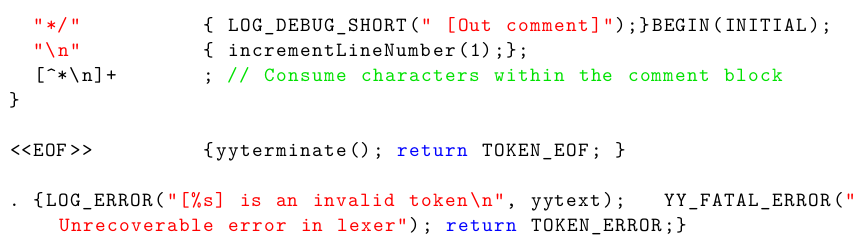 "*/" { LOG_DEBUG_SHORT(" [Out comment]");}BEGIN(INITIAL);
"\n" { incrementLineNumber(1);};
[^*\n]+ ; // Consume characters within the comment block
}
<<EOF>> {yyterminate(); return TOKEN_EOF; }
. {LOG_ERROR("[%s] is an invalid token\n", yytext); YY_FATAL_ERROR("
Unrecoverable error in lexer"); return TOKEN_ERROR;}